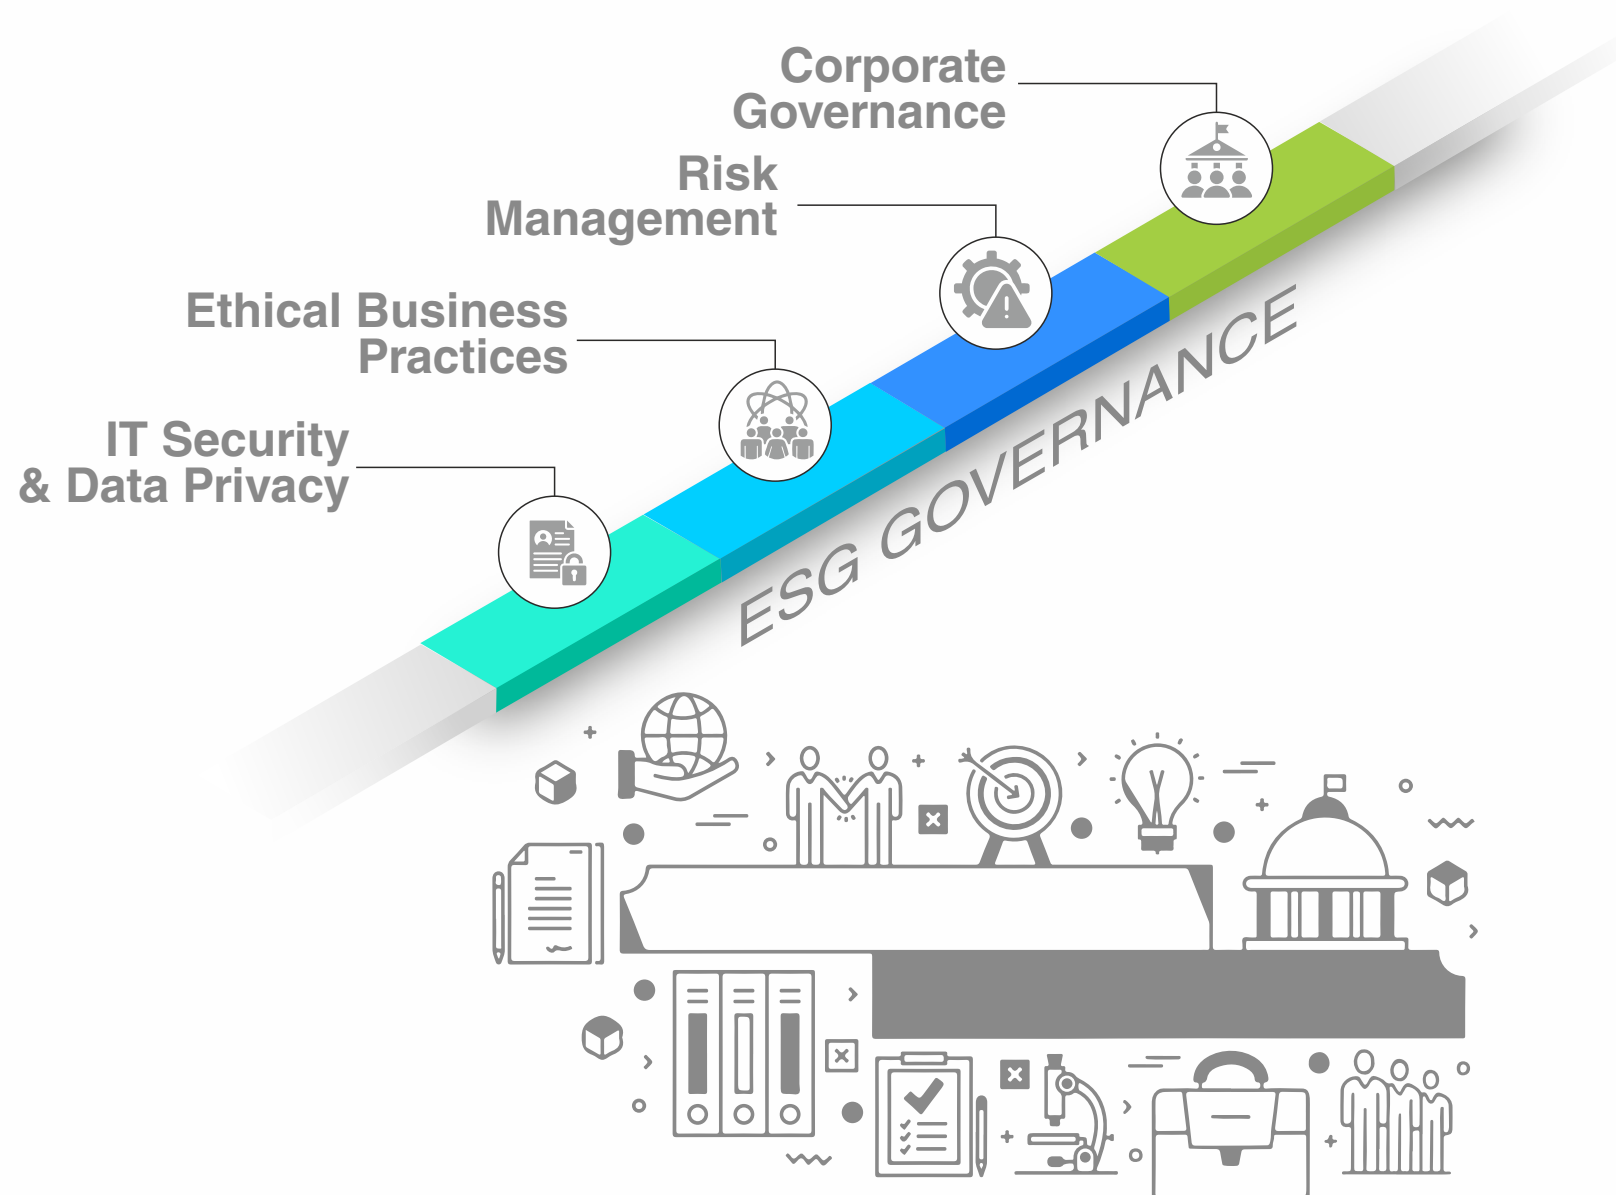 Corporate
Governance
Risk
Management
Ethical Business
Practices
IT Security
& Data Privacy
ESG GOVERNANCE